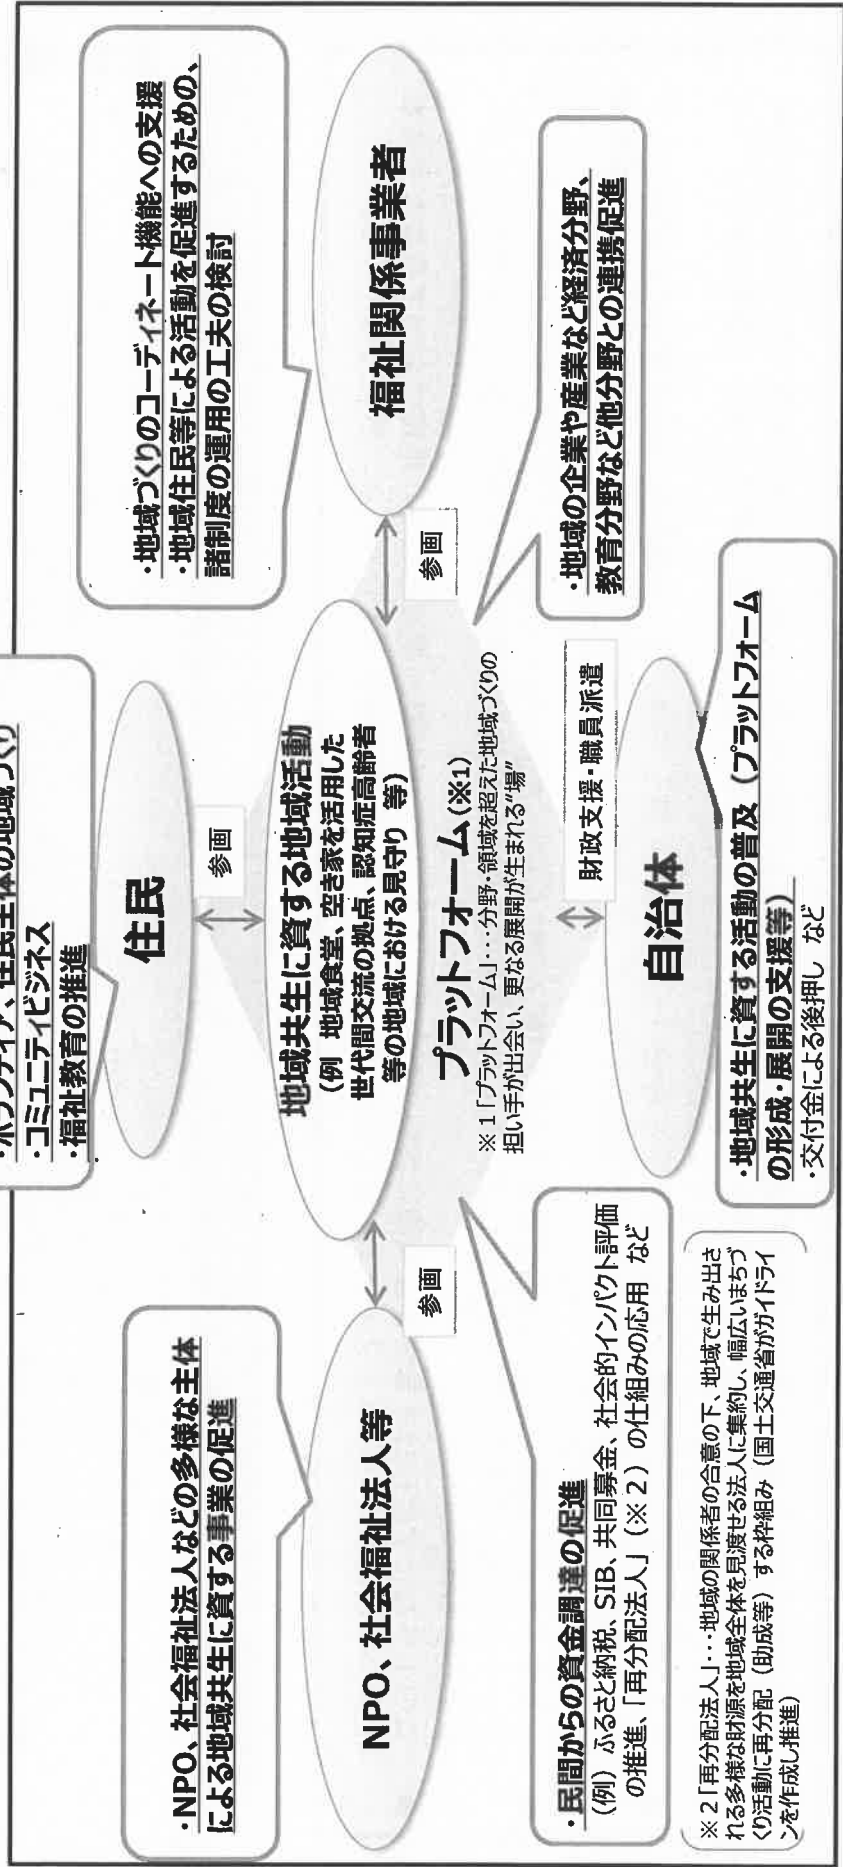 ・ボランティア、住民主体の地域づくり
・コミュニティビジネス
・福祉教育の推進
住民
参画
・NPO、社会福祉法人などの多様な主体
による地域共生に資する事業の促進
NPO、社会福祉法人等
参画
地域共生に資する地域活動
(例 地域食堂、空き家を活用した
世代間交流の拠点、認知症高齢者
等の地域における見守り 等)
・地域づくりのコーディネート機能への支援
・地域住民等による活動を促進するための、
諸制度の運用の工夫の検討
福祉関係事業者
参画
プラットフォーム(※1)
※1「プラットフォーム」･･･分野・領域を超えた地域づくりの
担い手が出会い、更なる展開が生まれる“場”
・地域の企業や産業など経済分野、
教育分野など他分野との連携促進
・民間からの資金調達の促進
(例) ふるさと納税、SIB、共同募金、社会的インパクト評価
の推進、「再分配法人」(※2)の仕組みの応用 など
財政支援・職員派遣
自治体
・地域共生に資する活動の普及(プラットフォーム
の形成・展開の支援等)
・交付金による後押し など
※2「再分配法人」･･･地域の関係者の合意の下、地域で生み出さ
れる多様な財源を地域全体を見渡せる法人に集約し、幅広いまちづ
くり活動に再分配(助成等)する枠組み(国土交通省がガイドライ
ンを作成し推進)